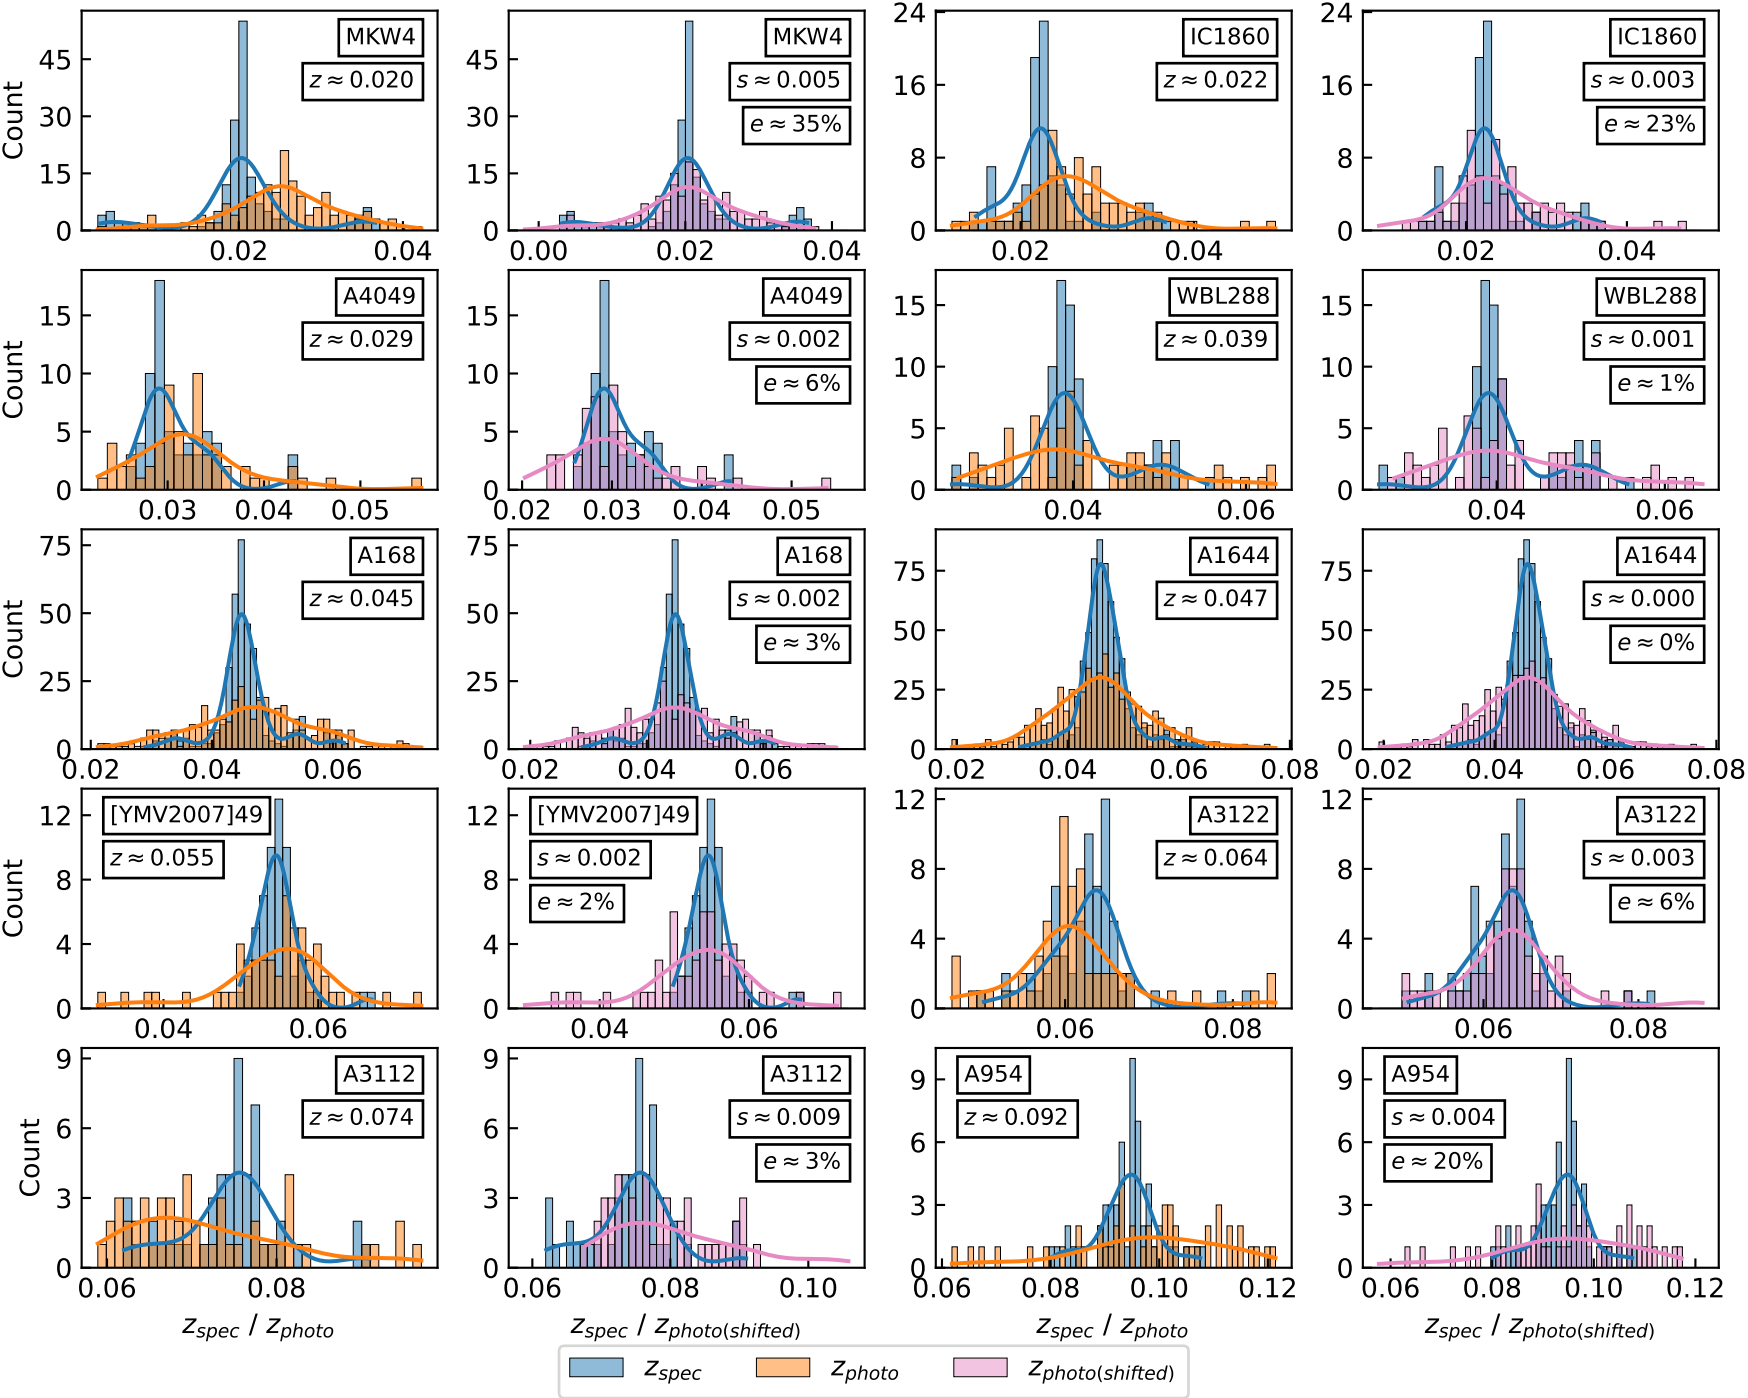 MKW4
z ≈ 0.020
Count
45
30
15
0
0.02
0.04
MKW4
s ≈ 0.005
e ≈ 35%
45
30
15
0
0.00
0.02
0.04
IC1860
z ≈ 0.022
24
16
8
0
0.02
0.04
IC1860
s ≈ 0.003
e ≈ 23%
24
16
8
0
0.02
0.04
A4049
z ≈ 0.029
Count
15
10
5
0
0.03
0.04
0.05
A4049
s ≈ 0.002
e ≈ 6%
15
10
5
0
0.02
0.03
0.04
0.05
WBL288
z ≈ 0.039
15
10
5
0
0.04
0.06
WBL288
s ≈ 0.001
e ≈ 1%
15
10
5
0
0.04
0.06
A168
z ≈ 0.045
Count
75
50
25
0
0.02
0.04
0.06
A168
s ≈ 0.002
e ≈ 3%
75
50
25
0
0.02
0.04
0.06
A1644
z ≈ 0.047
75
50
25
0
0.02
0.04
0.06
0.08
A1644
s ≈ 0.000
e ≈ 0%
75
50
25
0
0.02
0.04
0.06
0.08
[YMV2007]49
z ≈ 0.055
Count
12
8
4
0
0.04
0.06
[YMV2007]49
s ≈ 0.002
e ≈ 2%
12
8
4
0
0.04
0.06
A3122
z ≈ 0.064
12
8
4
0
0.06
0.08
A3122
s ≈ 0.003
e ≈ 6%
12
8
4
0
0.06
0.08
A3112
z ≈ 0.074
Count
9
6
3
0
0.06
0.08
z_spec / z_photo
A3112
s ≈ 0.009
e ≈ 3%
9
6
3
0
0.06
0.08
0.10
z_spec / z_photo(shifted)
A954
z ≈ 0.092
9
6
3
0
0.06
0.08
0.10
0.12
z_spec / z_photo
A954
s ≈ 0.004
e ≈ 20%
9
6
3
0
0.06
0.08
0.10
0.12
z_spec / z_photo(shifted)
z_spec z_photo z_photo(shifted)